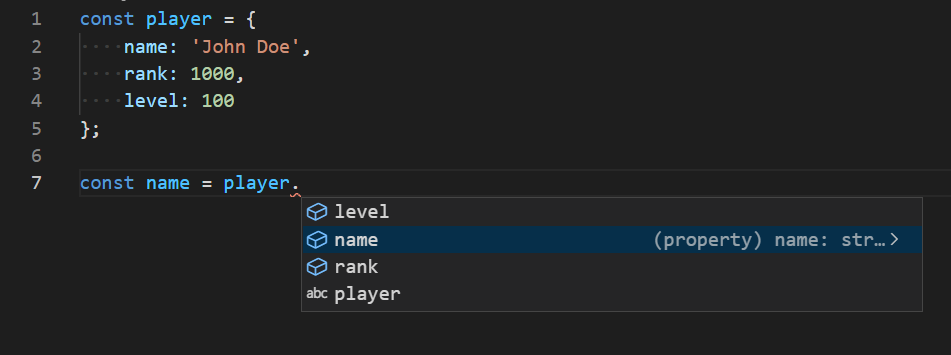 1 const player = {
2     name: 'John Doe',
3     rank: 1000,
4     level: 100
5 };
6
7 const name = player.
level
name (property) name: str…
rank
abc player